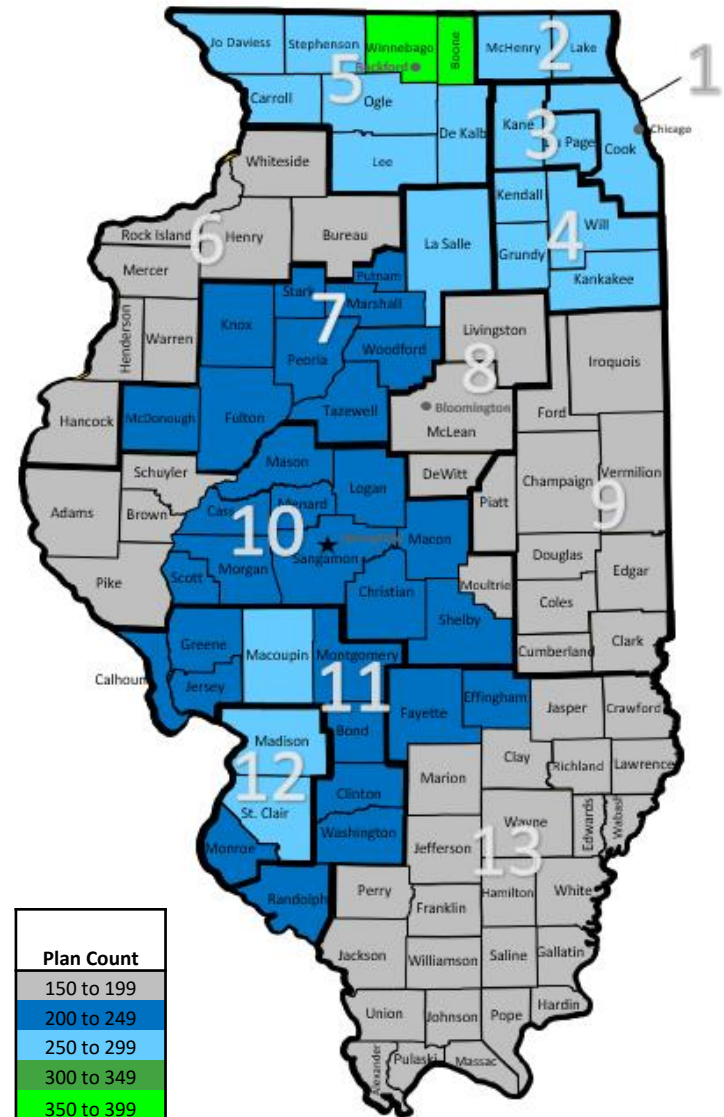 Jo Daviess
Stephenson
Winnebago
Boone
McHenry
Lake
2
Rockford
5
1
Carroll
Ogle
De Kalb
Kane
3
Page
Cook
Chicago
Whiteside
Lee
Kendall
Rock Island
6
Henry
Bureau
La Salle
Will
4
Grundy
Mercer
Putnam
Kankakee
Stark
7
Marshall
Henderson
Warren
Knox
Peoria
Woodford
Livingston
Iroquois
8
Hancock
McDonough
Fulton
Tazewell
Bloomington
McLean
Ford
Mason
Schuyler
Logan
DeWitt
Champaign
Vermilion
Adams
Brown
Cass
Menard
Piatt
9
10
Sangamon
Macon
Douglas
Edgar
Pike
Scott
Morgan
Christian
Moultrie
Coles
Shelby
Greene
Macoupin
Montgomery
Cumberland
Clark
Calhoun
Jersey
11
Fayette
Effingham
Jasper
Crawford
Madison
Bond
Clay
Richland
Lawrence
12
Marion
St. Clair
Clinton
Wayne
Edwards
Wabash
Monroe
Washington
Jefferson
13
Randolph
Perry
Hamilton
White
Franklin
Jackson
Williamson
Saline
Gallatin
Union
Johnson
Pope
Hardin
Alexander
Pulaski
Massac
Plan Count
150 to 199
200 to 249
250 to 299
300 to 349
350 to 399